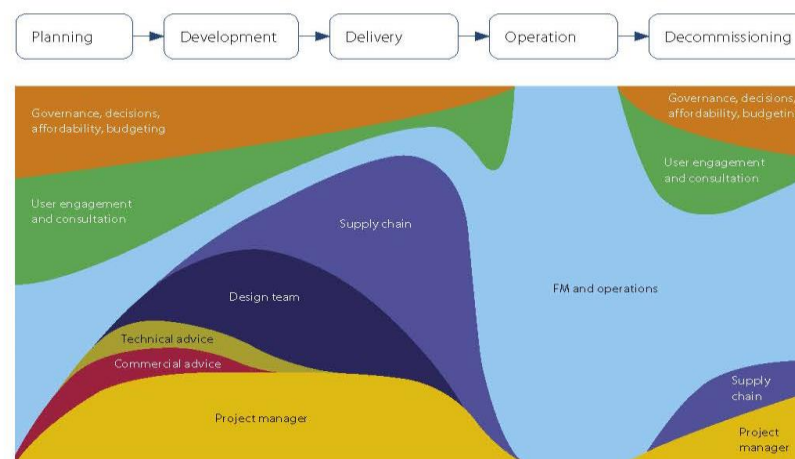 Planning
Development
Delivery
Operation
Decommissioning
Governance, decisions,
affordability, budgeting
Governance, decisions,
affordability, budgeting
User engagement
and consultation
User engagement
and consultation
Supply chain
Design team
FM and operations
Technical advice
Commercial advice
Supply
chain
Project manager
Project
manager